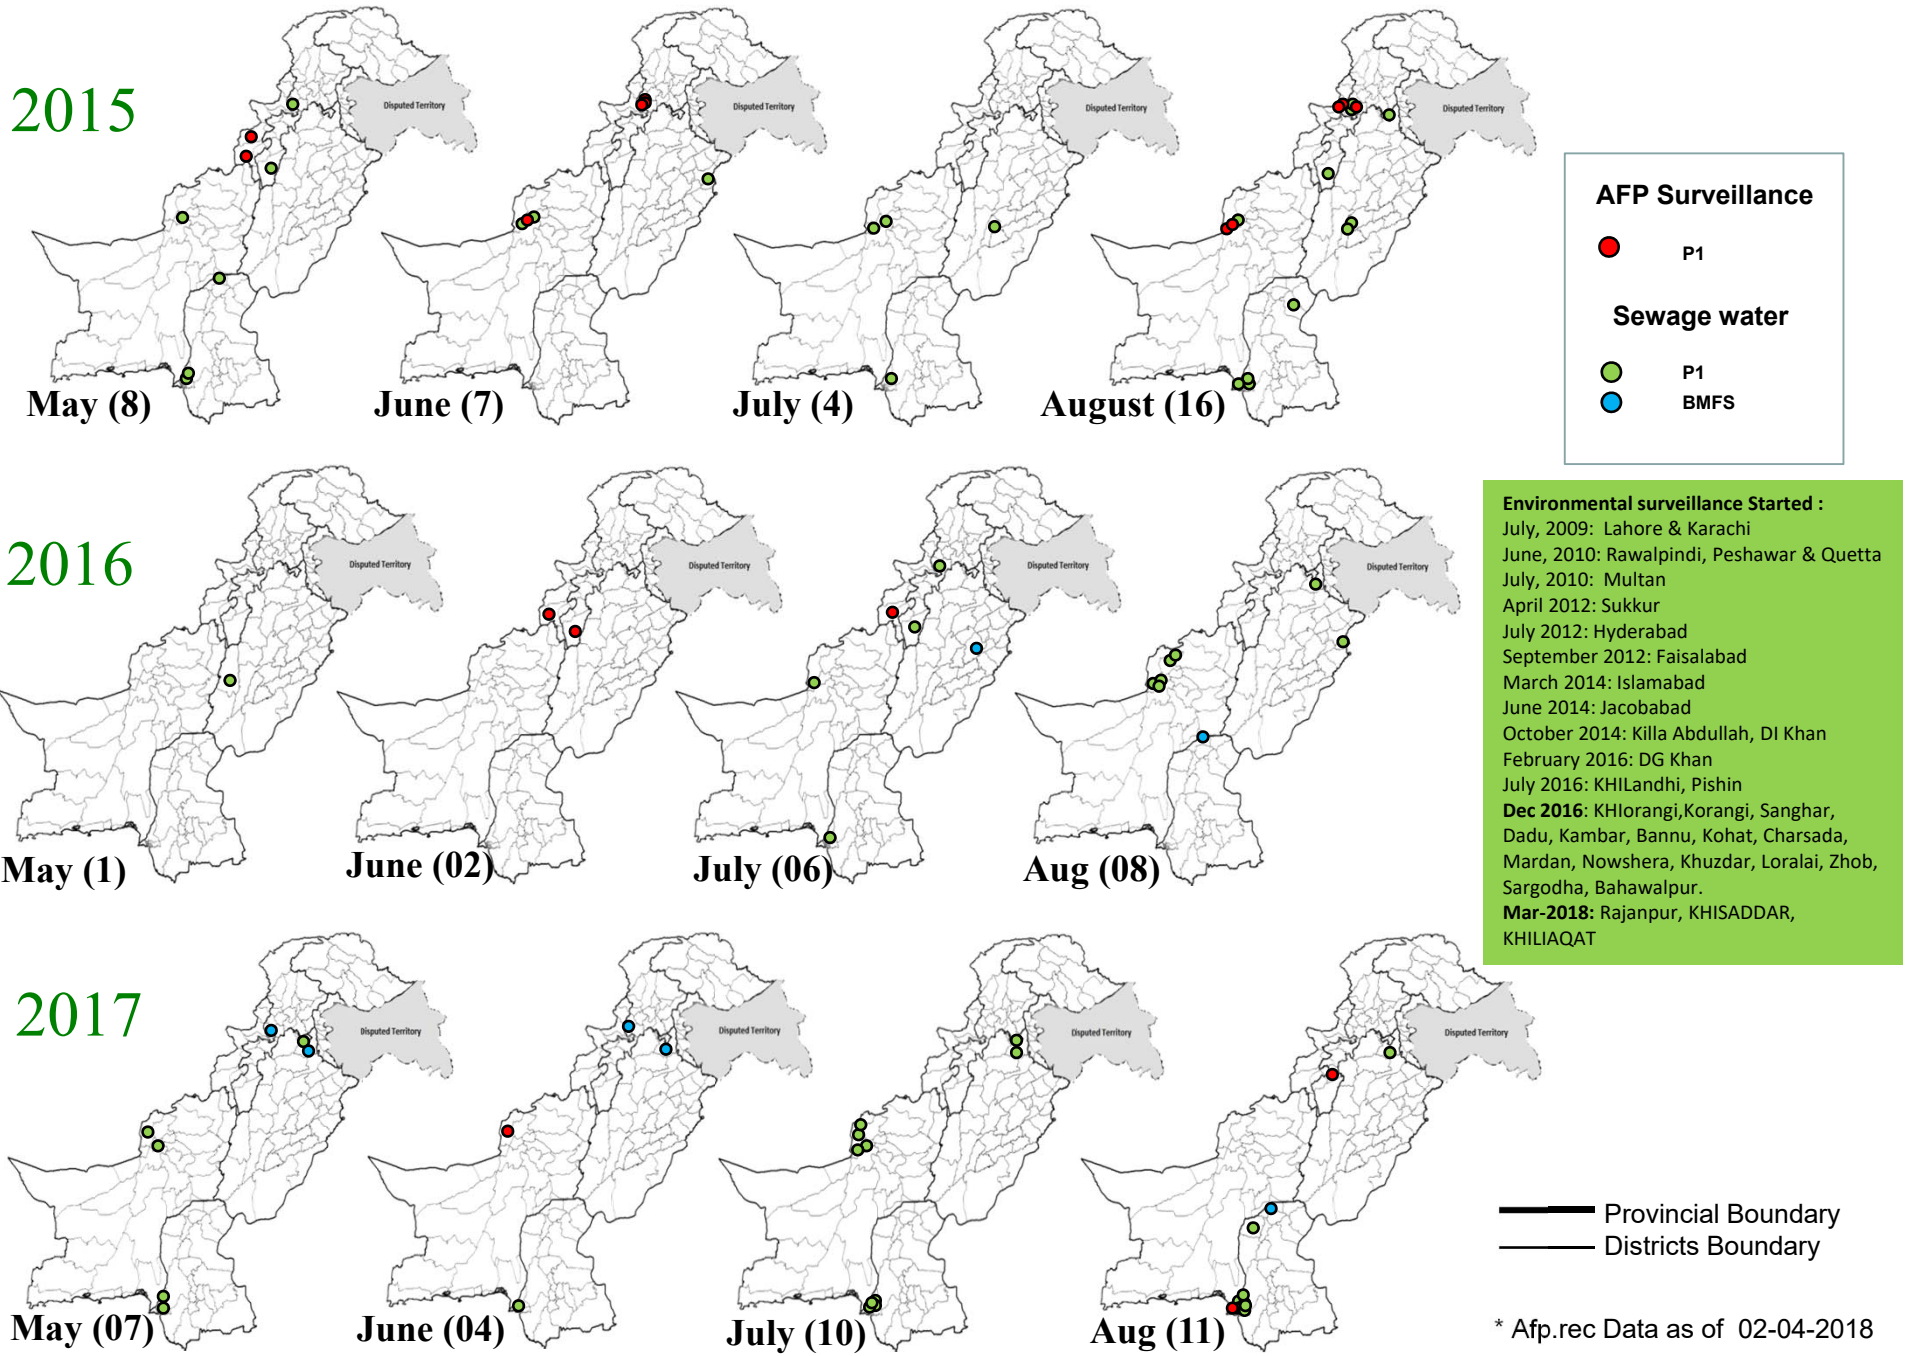 2015
Disputed Territory
Disputed Territory
Disputed Territory
Disputed Territory
May (8)
June (7)
July (4)
August (16)
AFP Surveillance
P1
Sewage water
P1
BMFS
2016
Disputed Territory
Disputed Territory
Disputed Territory
Disputed Territory
May (1)
June (02)
July (06)
Aug (08)
Environmental surveillance Started :
July, 2009: Lahore & Karachi
June, 2010: Rawalpindi, Peshawar & Quetta
July, 2010: Multan
April 2012: Sukkur
July 2012: Hyderabad
September 2012: Faisalabad
March 2014: Islamabad
June 2014: Jacobabad
October 2014: Killa Abdullah, DI Khan
February 2016: DG Khan
July 2016: KHILandhi, Pishin
Dec 2016: KHIorangi,Korangi, Sanghar,
Dadu, Kambar, Bannu, Kohat, Charsada,
Mardan, Nowshera, Khuzdar, Loralai, Zhob,
Sargodha, Bahawalpur.
Mar-2018: Rajanpur, KHISADDAR,
KHILIAQAT
2017
Disputed Territory
Disputed Territory
Disputed Territory
Disputed Territory
May (07)
June (04)
July (10)
Aug (11)
Provincial Boundary
Districts Boundary
* Afp.rec Data as of 02-04-2018